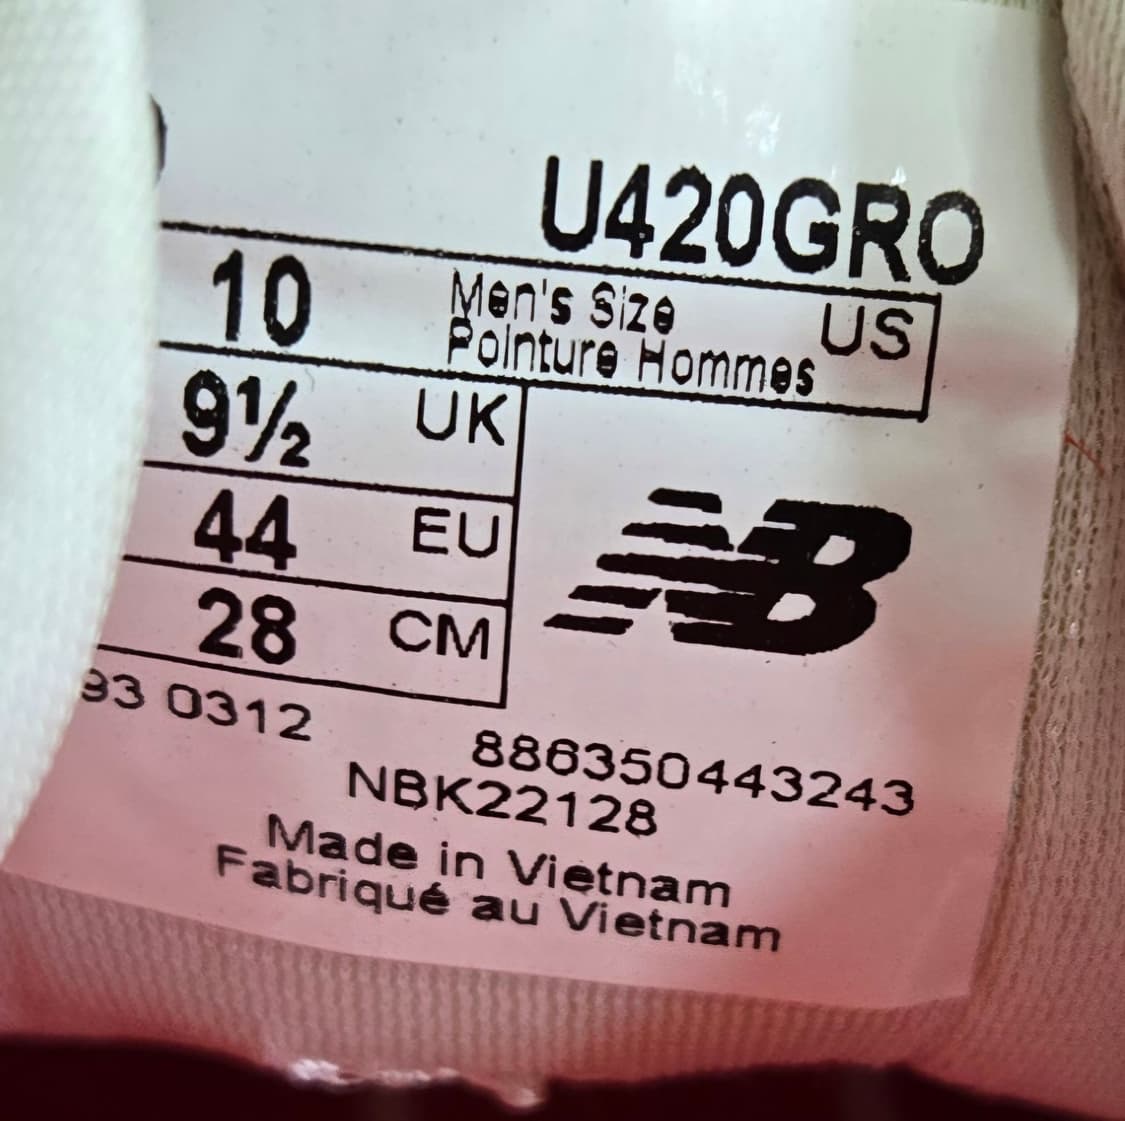 U420GRO
10 Men's Size US
Pointure Hommes
9½ UK
44 EU
28 CM
NB
93 0312
886350443243
NBK22128
Made in Vietnam
Fabriqué au Vietnam